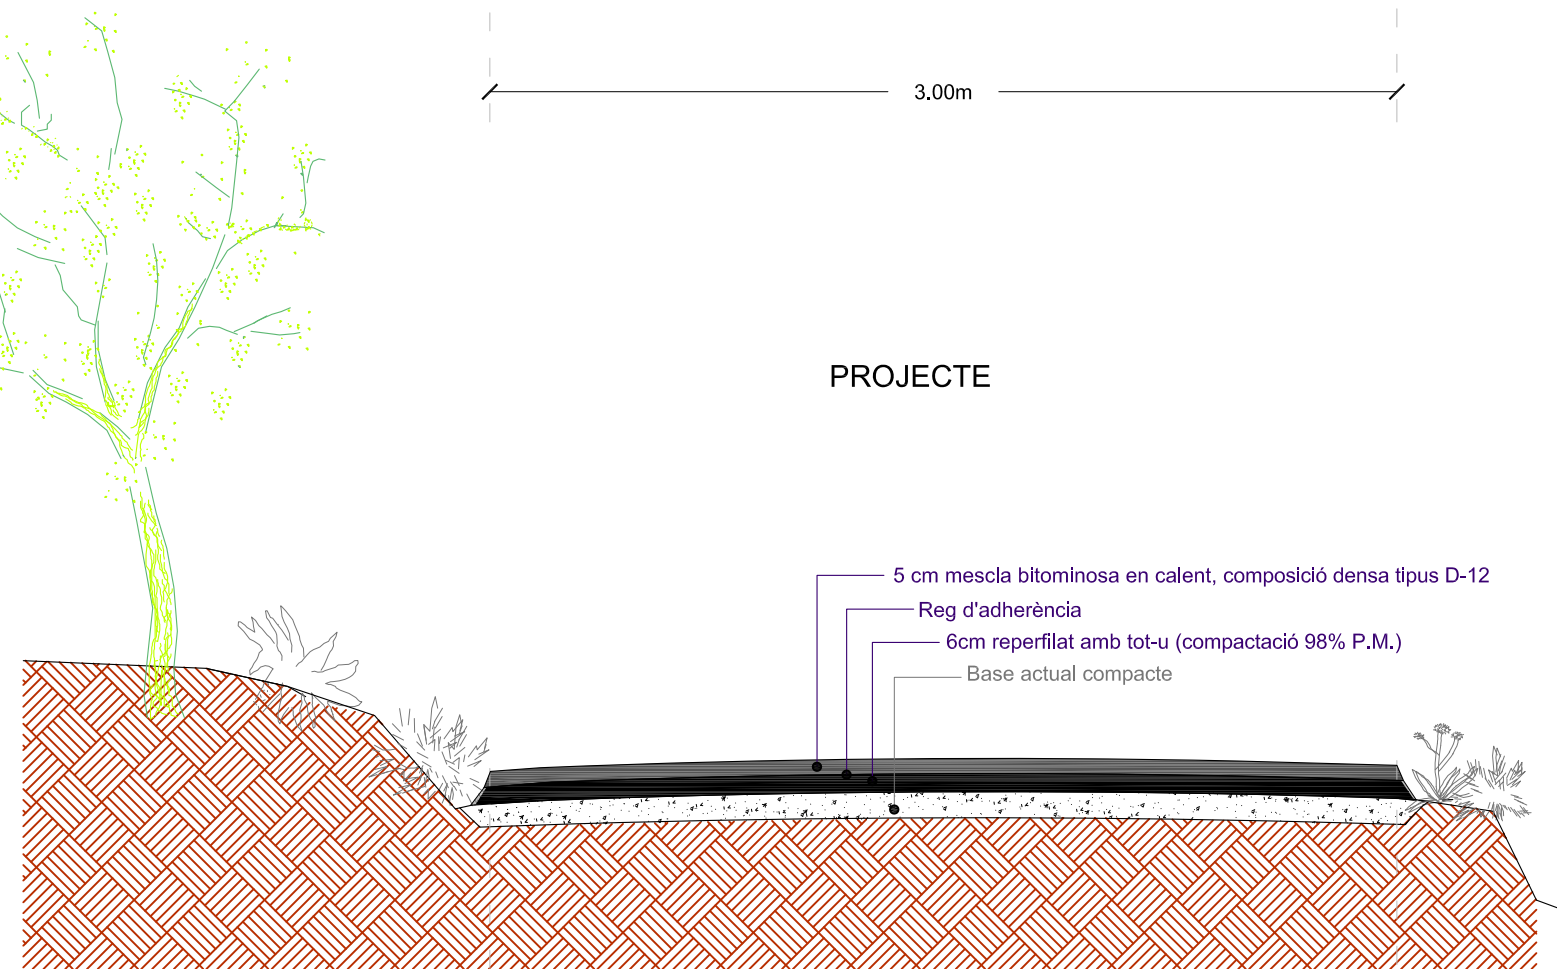 3.00m
PROJECTE
5 cm mescla bitominosa en calent, composició densa tipus D-12
Reg d'adherència
6cm reperfilat amb tot-u (compactació 98% P.M.)
Base actual compacte